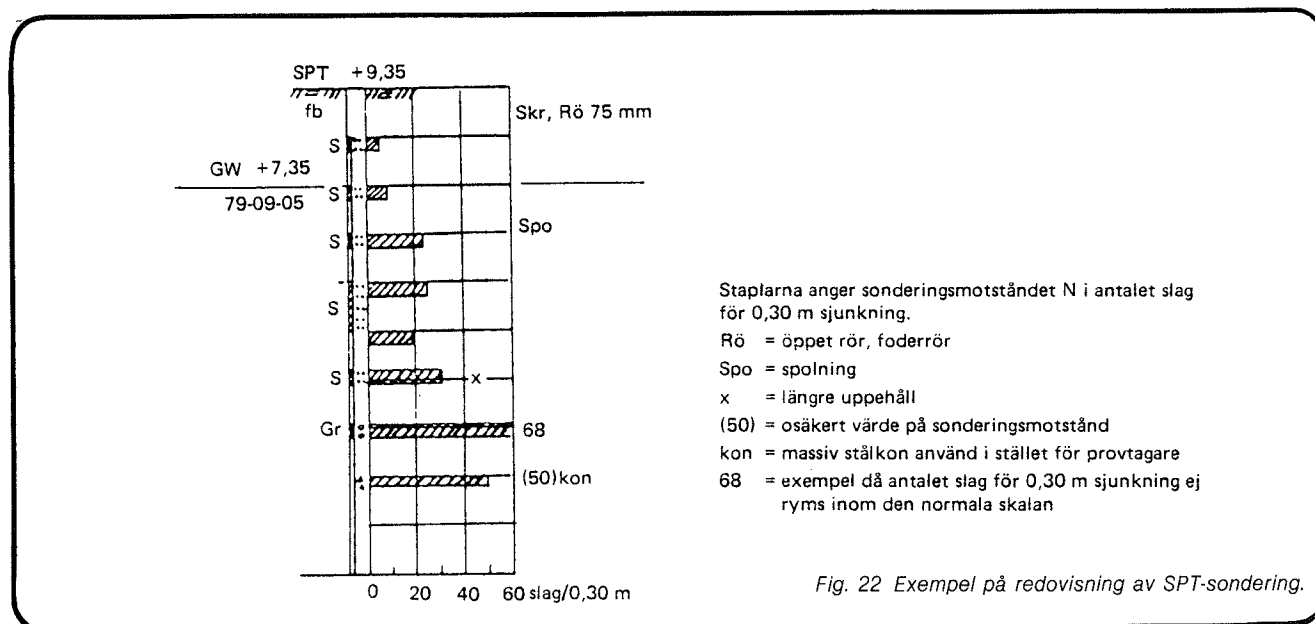 SPT +9,35
fb
Skr, Rö 75 mm
S
GW +7,35
S
79-09-05
Spo
S
S
S
x
Gr
68
(50)kon
0 20 40 60 slag/0,30 m
Staplarna anger sonderingsmotståndet N i antalet slag
för 0,30 m sjunkning.
Rö = öppet rör, foderrör
Spo = spolning
x = längre uppehåll
(50) = osäkert värde på sonderingsmotstånd
kon = massiv stålkon använd i stället för provtagare
68 = exempel då antalet slag för 0,30 m sjunkning ej
ryms inom den normala skalan
Fig. 22 Exempel på redovisning av SPT-sondering.